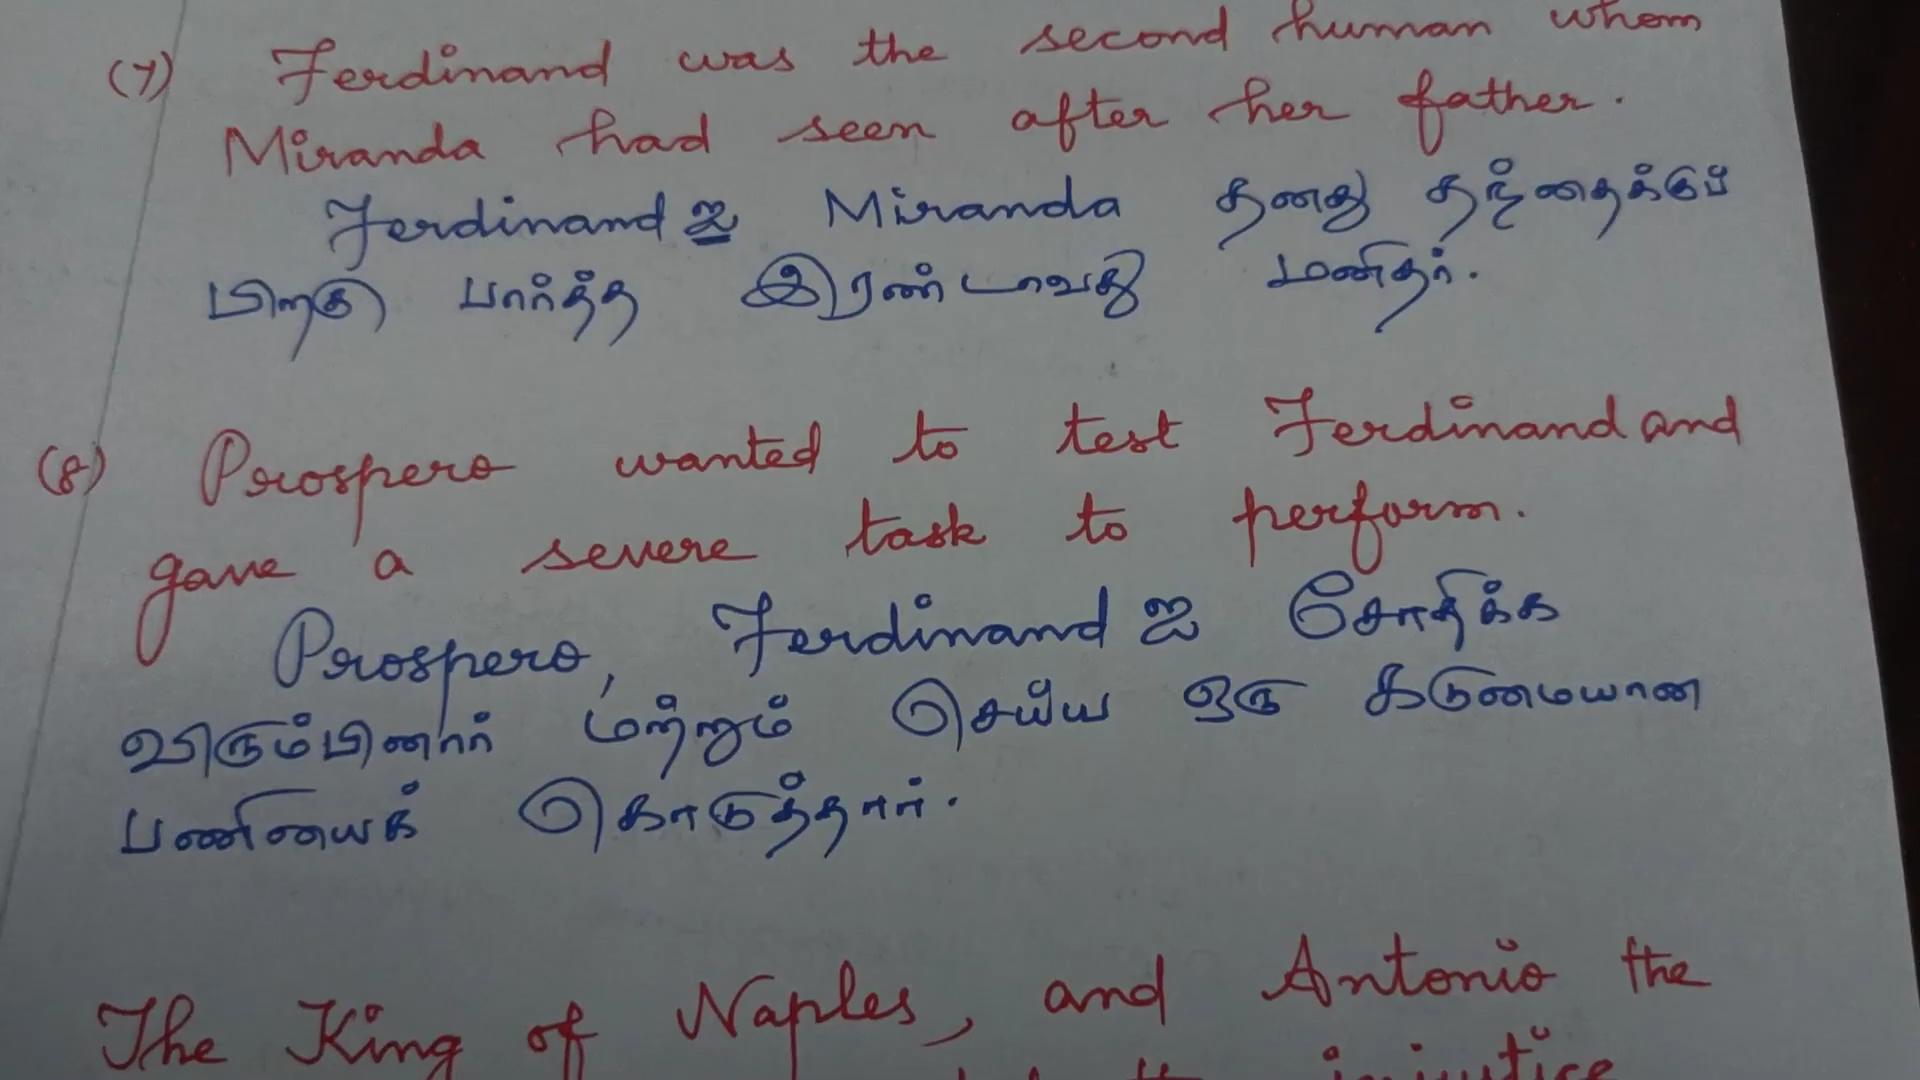 (7) Ferdinand was the second human whom
Miranda had seen after her father.
Ferdinand ஐ Miranda தனது தந்தைக்குப்
பிறகு பார்த்த இரண்டாவது மனிதர்.
(8) Prospero wanted to test Ferdinand and
gave a severe task to perform.
Prospero, Ferdinand ஐ சோதிக்க
விரும்பினார் மற்றும் செய்ய ஒரு கடுமையான
பணியைக் கொடுத்தார்.
The King of Naples, and Antonio the
injustice